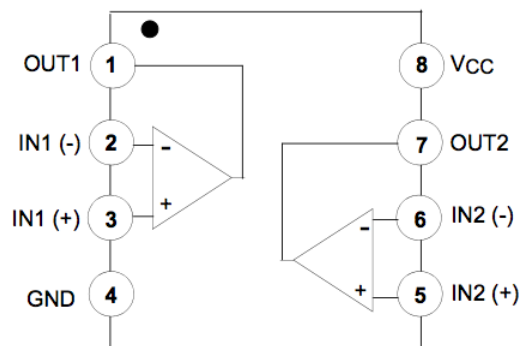 OUT1 1
8 VCC
IN1 (-) 2 -
7 OUT2
IN1 (+) 3 +
- 6 IN2 (-)
GND 4
+ 5 IN2 (+)